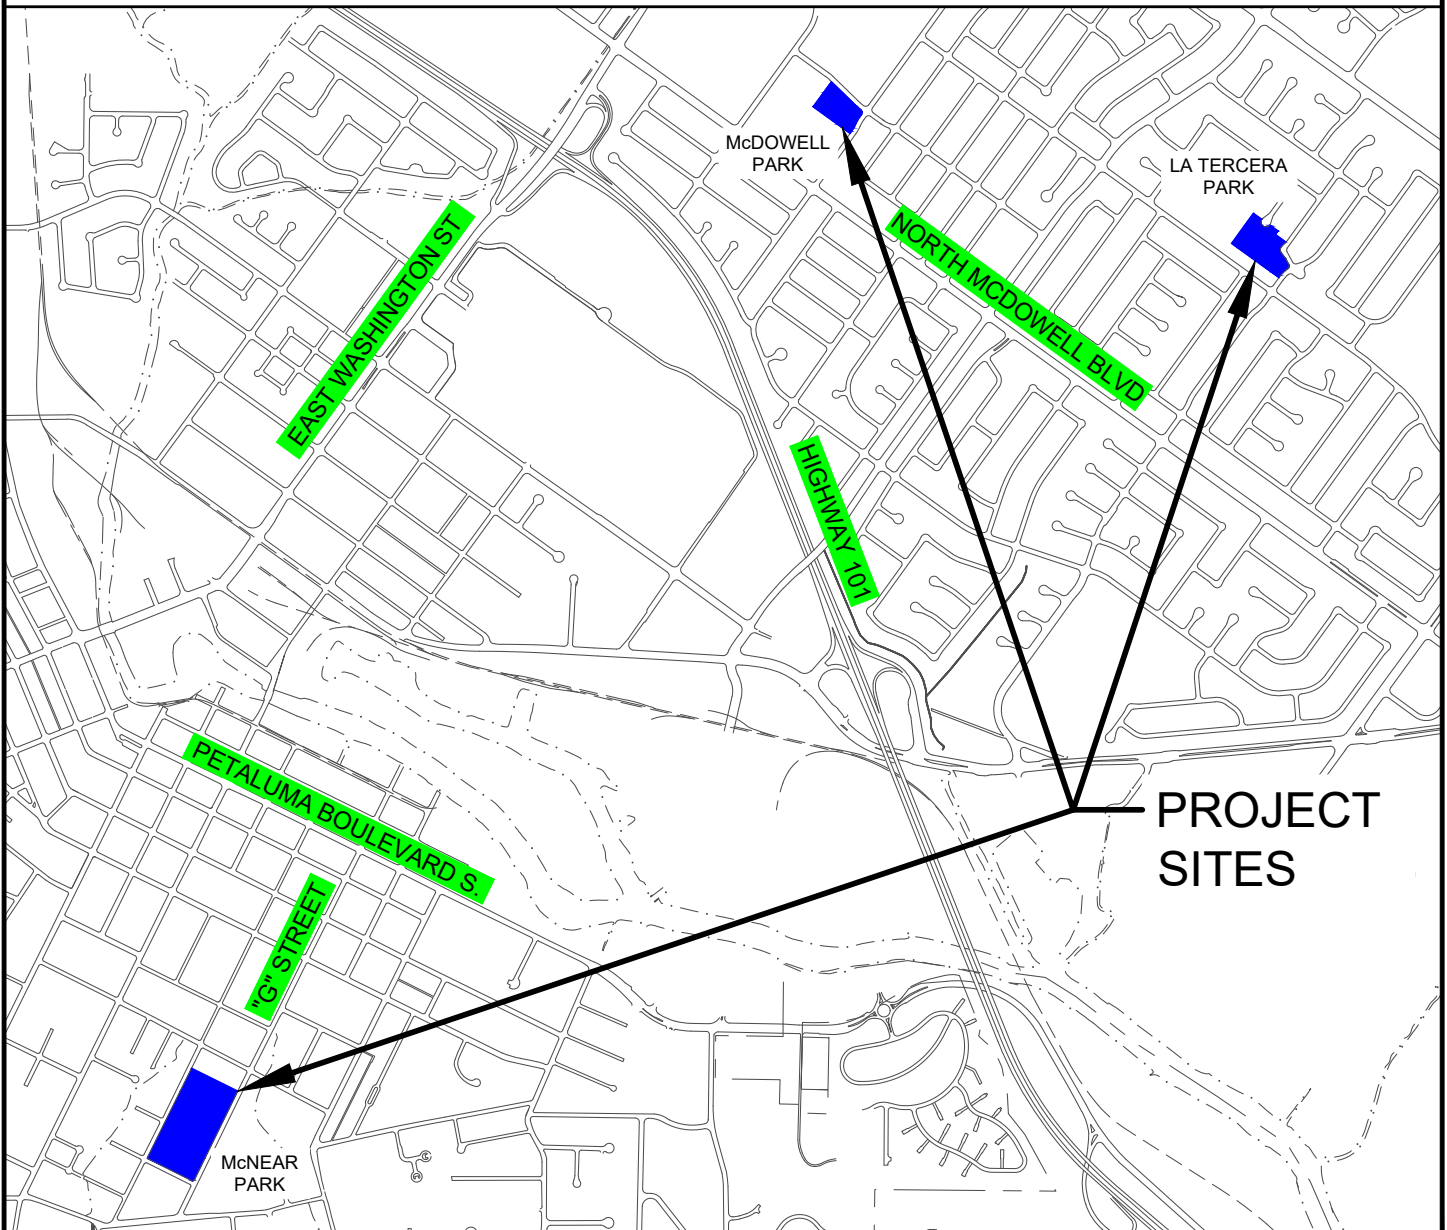 McDOWELL
PARK
LA TERCERA
PARK
EAST WASHINGTON ST
NORTH MCDOWELL BLVD
HIGHWAY 101
PETALUMA BOULEVARD S.
PROJECT
SITES
"G" STREET
McNEAR
PARK